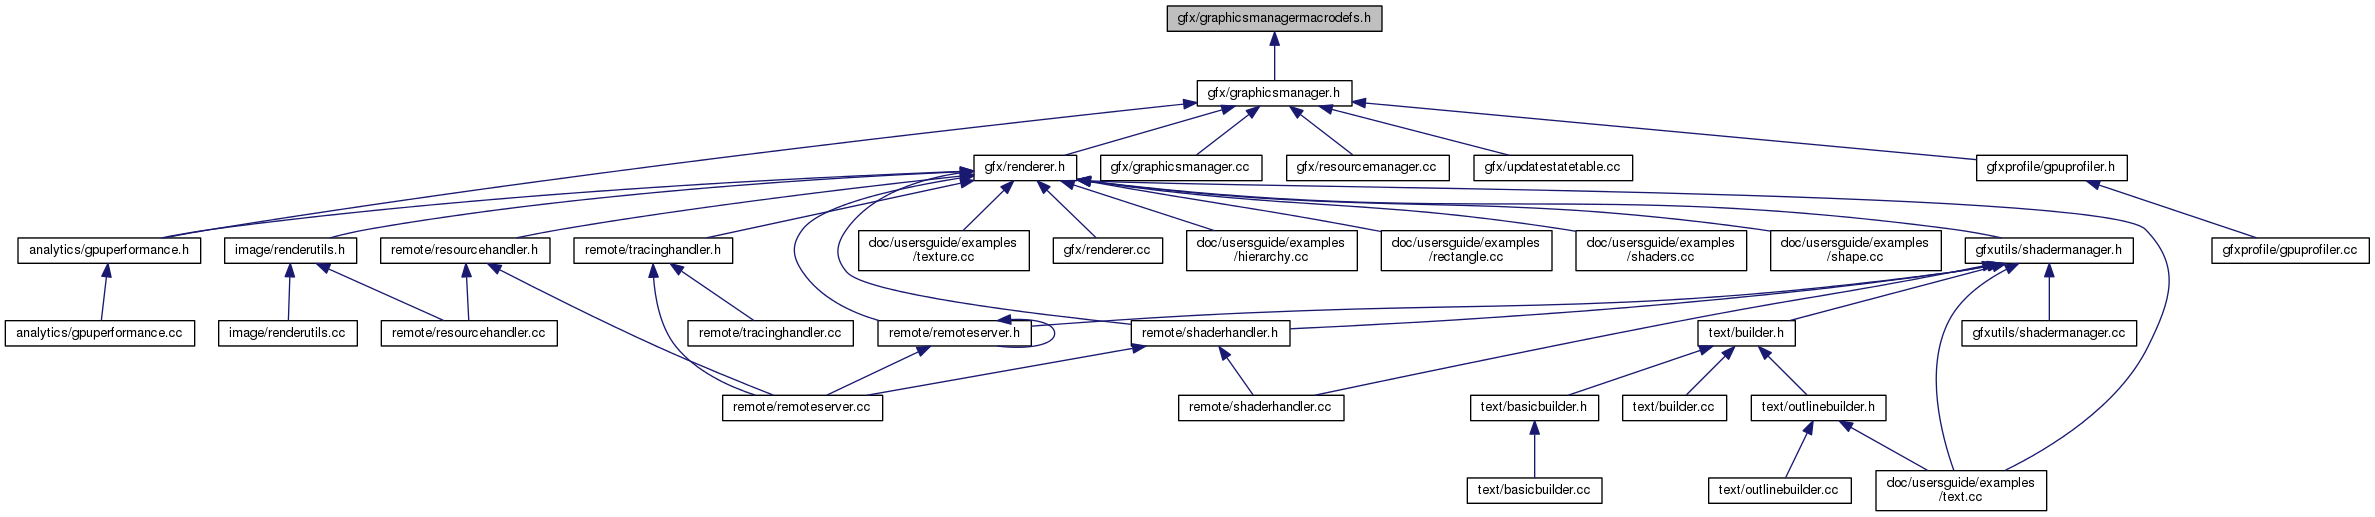 gfx/graphicsmanagermacrodefs.h
gfx/graphicsmanager.h
gfx/renderer.h
gfx/graphicsmanager.cc
gfx/resourcemanager.cc
gfx/updatestatetable.cc
gfxprofile/gpuprofiler.h
analytics/gpuperformance.h
image/renderutils.h
remote/resourcehandler.h
remote/tracinghandler.h
doc/usersguide/examples
/texture.cc
gfx/renderer.cc
doc/usersguide/examples
/hierarchy.cc
doc/usersguide/examples
/rectangle.cc
doc/usersguide/examples
/shaders.cc
doc/usersguide/examples
/shape.cc
gfxutils/shadermanager.h
gfxprofile/gpuprofiler.cc
analytics/gpuperformance.cc
image/renderutils.cc
remote/resourcehandler.cc
remote/tracinghandler.cc
remote/remoteserver.h
remote/shaderhandler.h
text/builder.h
gfxutils/shadermanager.cc
remote/remoteserver.cc
remote/shaderhandler.cc
text/basicbuilder.h
text/builder.cc
text/outlinebuilder.h
text/basicbuilder.cc
text/outlinebuilder.cc
doc/usersguide/examples
/text.cc